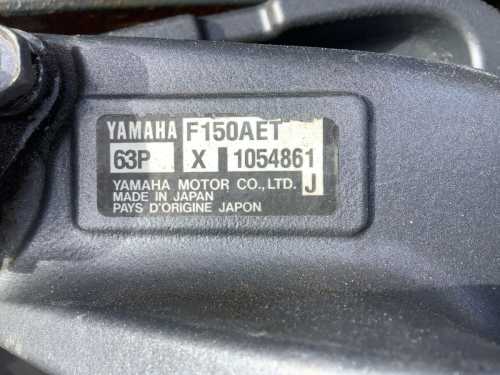 YAMAHA F150AET
63P X 1054861
YAMAHA MOTOR CO.,LTD. J
MADE IN JAPAN
PAYS D'ORIGINE JAPON